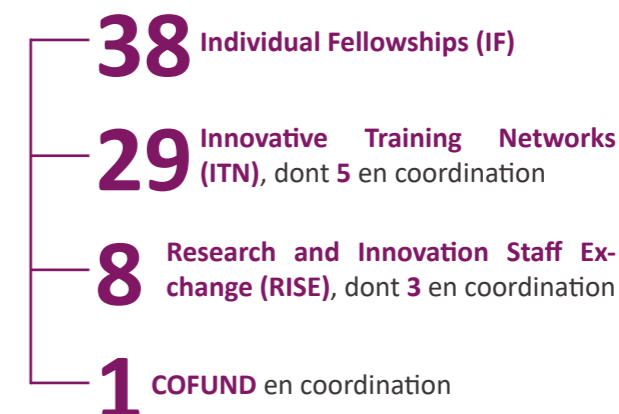 38 Individual Fellowships (IF)
29 Innovative Training Networks
(ITN), dont 5 en coordination
8 Research and Innovation Staff Ex-
change (RISE), dont 3 en coordination
1 COFUND en coordination